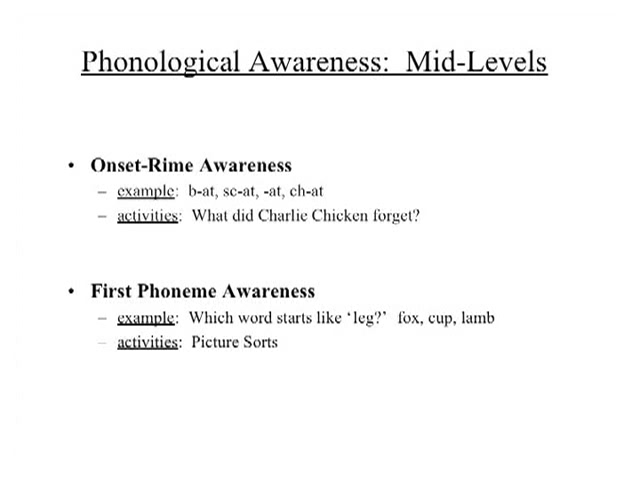 Phonological Awareness: Mid-Levels
• Onset-Rime Awareness
– example: b-at, sc-at, -at, ch-at
– activities: What did Charlie Chicken forget?
• First Phoneme Awareness
– example: Which word starts like ‘leg?’ fox, cup, lamb
– activities: Picture Sorts